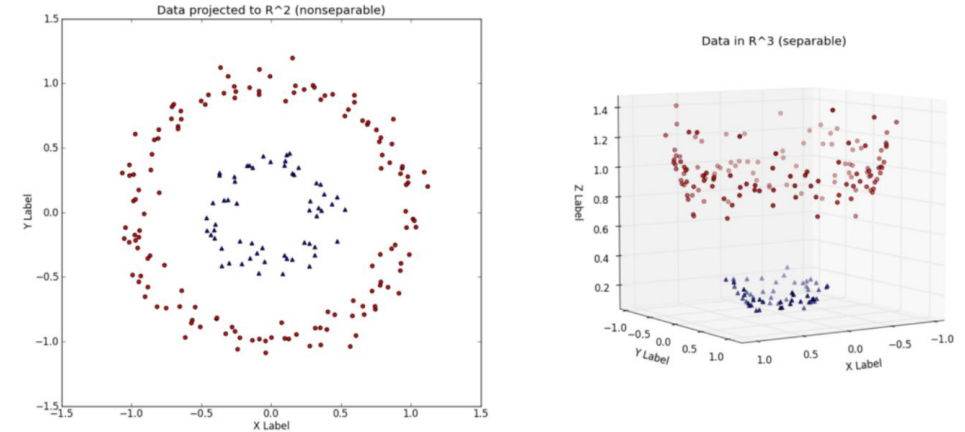 Data projected to R^2 (nonseparable)
1.5
1.0
0.5
0.0
−0.5
−1.0
−1.5
Y Label
−1.5 −1.0 −0.5 0.0 0.5 1.0 1.5
X Label
Data in R^3 (separable)
1.4
1.2
1.0
0.8
0.6
0.4
0.2
Z Label
−1.0 −0.5 0.0 0.5 1.0
Y Label
1.0 0.5 0.0 −0.5 −1.0
X Label